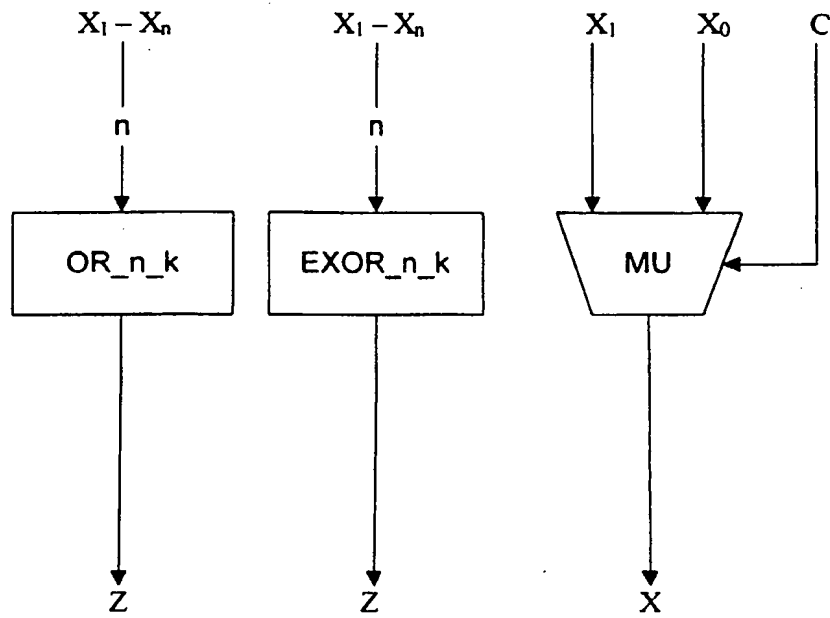 X₁ – Xₙ X₁ – Xₙ X₁ X₀ C
n n
OR_n_k EXOR_n_k MU
Z Z X